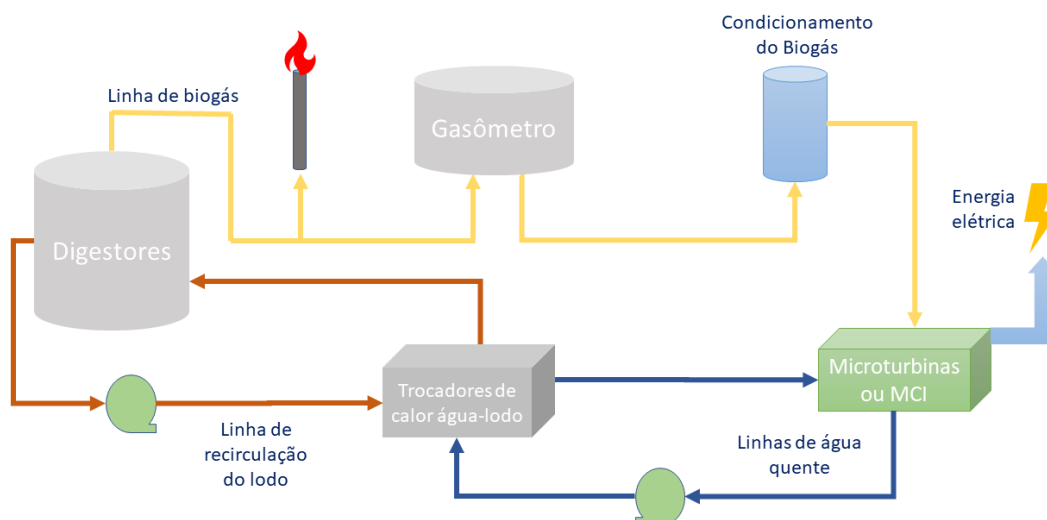 Condicionamento
do Biogás
Linha de biogás
Gasômetro
Energia
elétrica
Digestores
Microturbinas
ou MCI
Trocadores de
calor água-lodo
Linha de
recirculação
do lodo
Linhas de água
quente